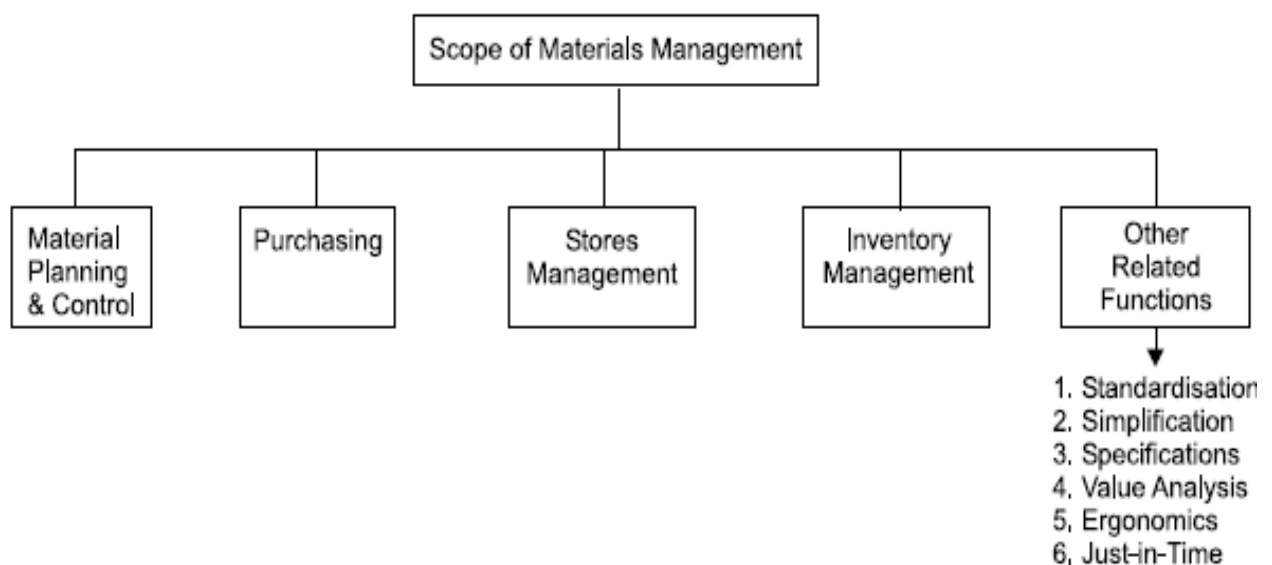 Scope of Materials Management
Material
Planning
& Control
Purchasing
Stores
Management
Inventory
Management
Other
Related
Functions
1. Standardisation
2. Simplification
3. Specifications
4. Value Analysis
5. Ergonomics
6. Just-in-Time